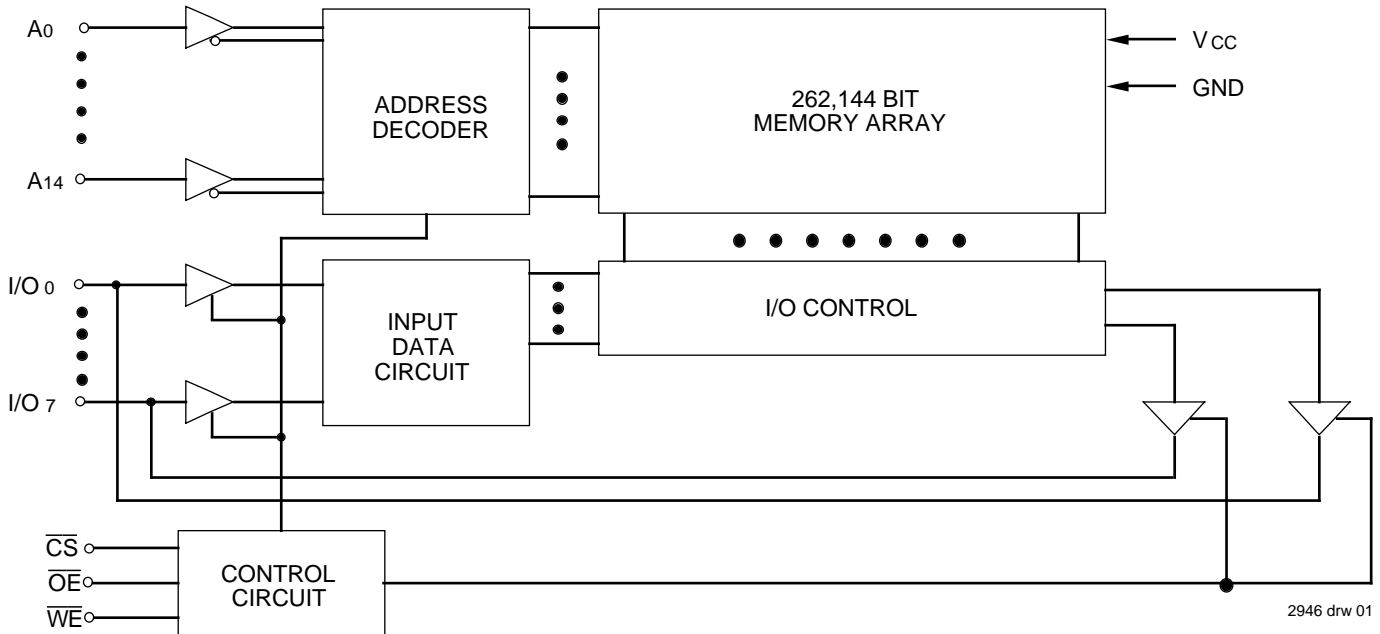 A0
ADDRESS
DECODER
262,144 BIT
MEMORY ARRAY
VCC
GND
A14
I/O 0
INPUT
DATA
CIRCUIT
I/O CONTROL
I/O 7
CS
OE
WE
CONTROL
CIRCUIT
2946 drw 01